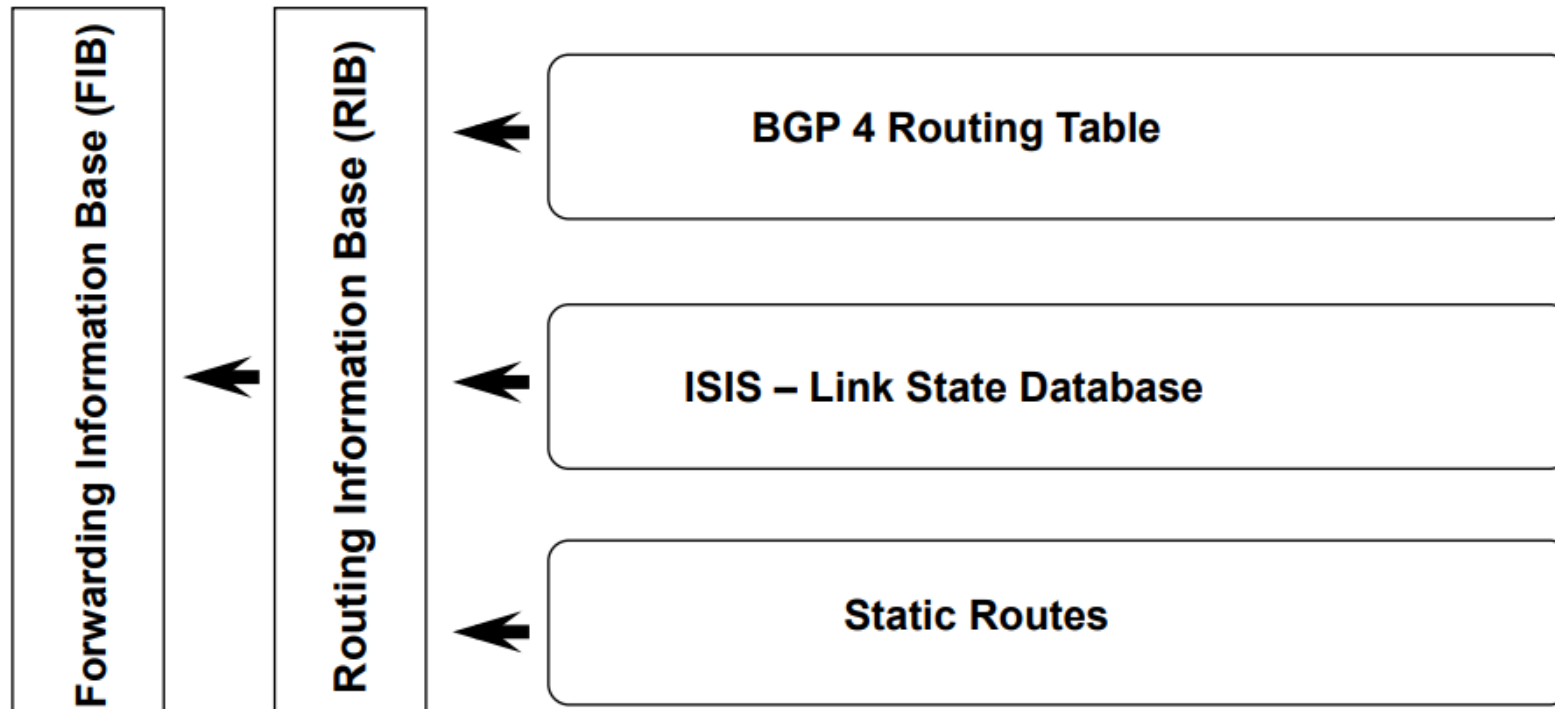 Forwarding Information Base (FIB)
Routing Information Base (RIB)
BGP 4 Routing Table
ISIS – Link State Database
Static Routes